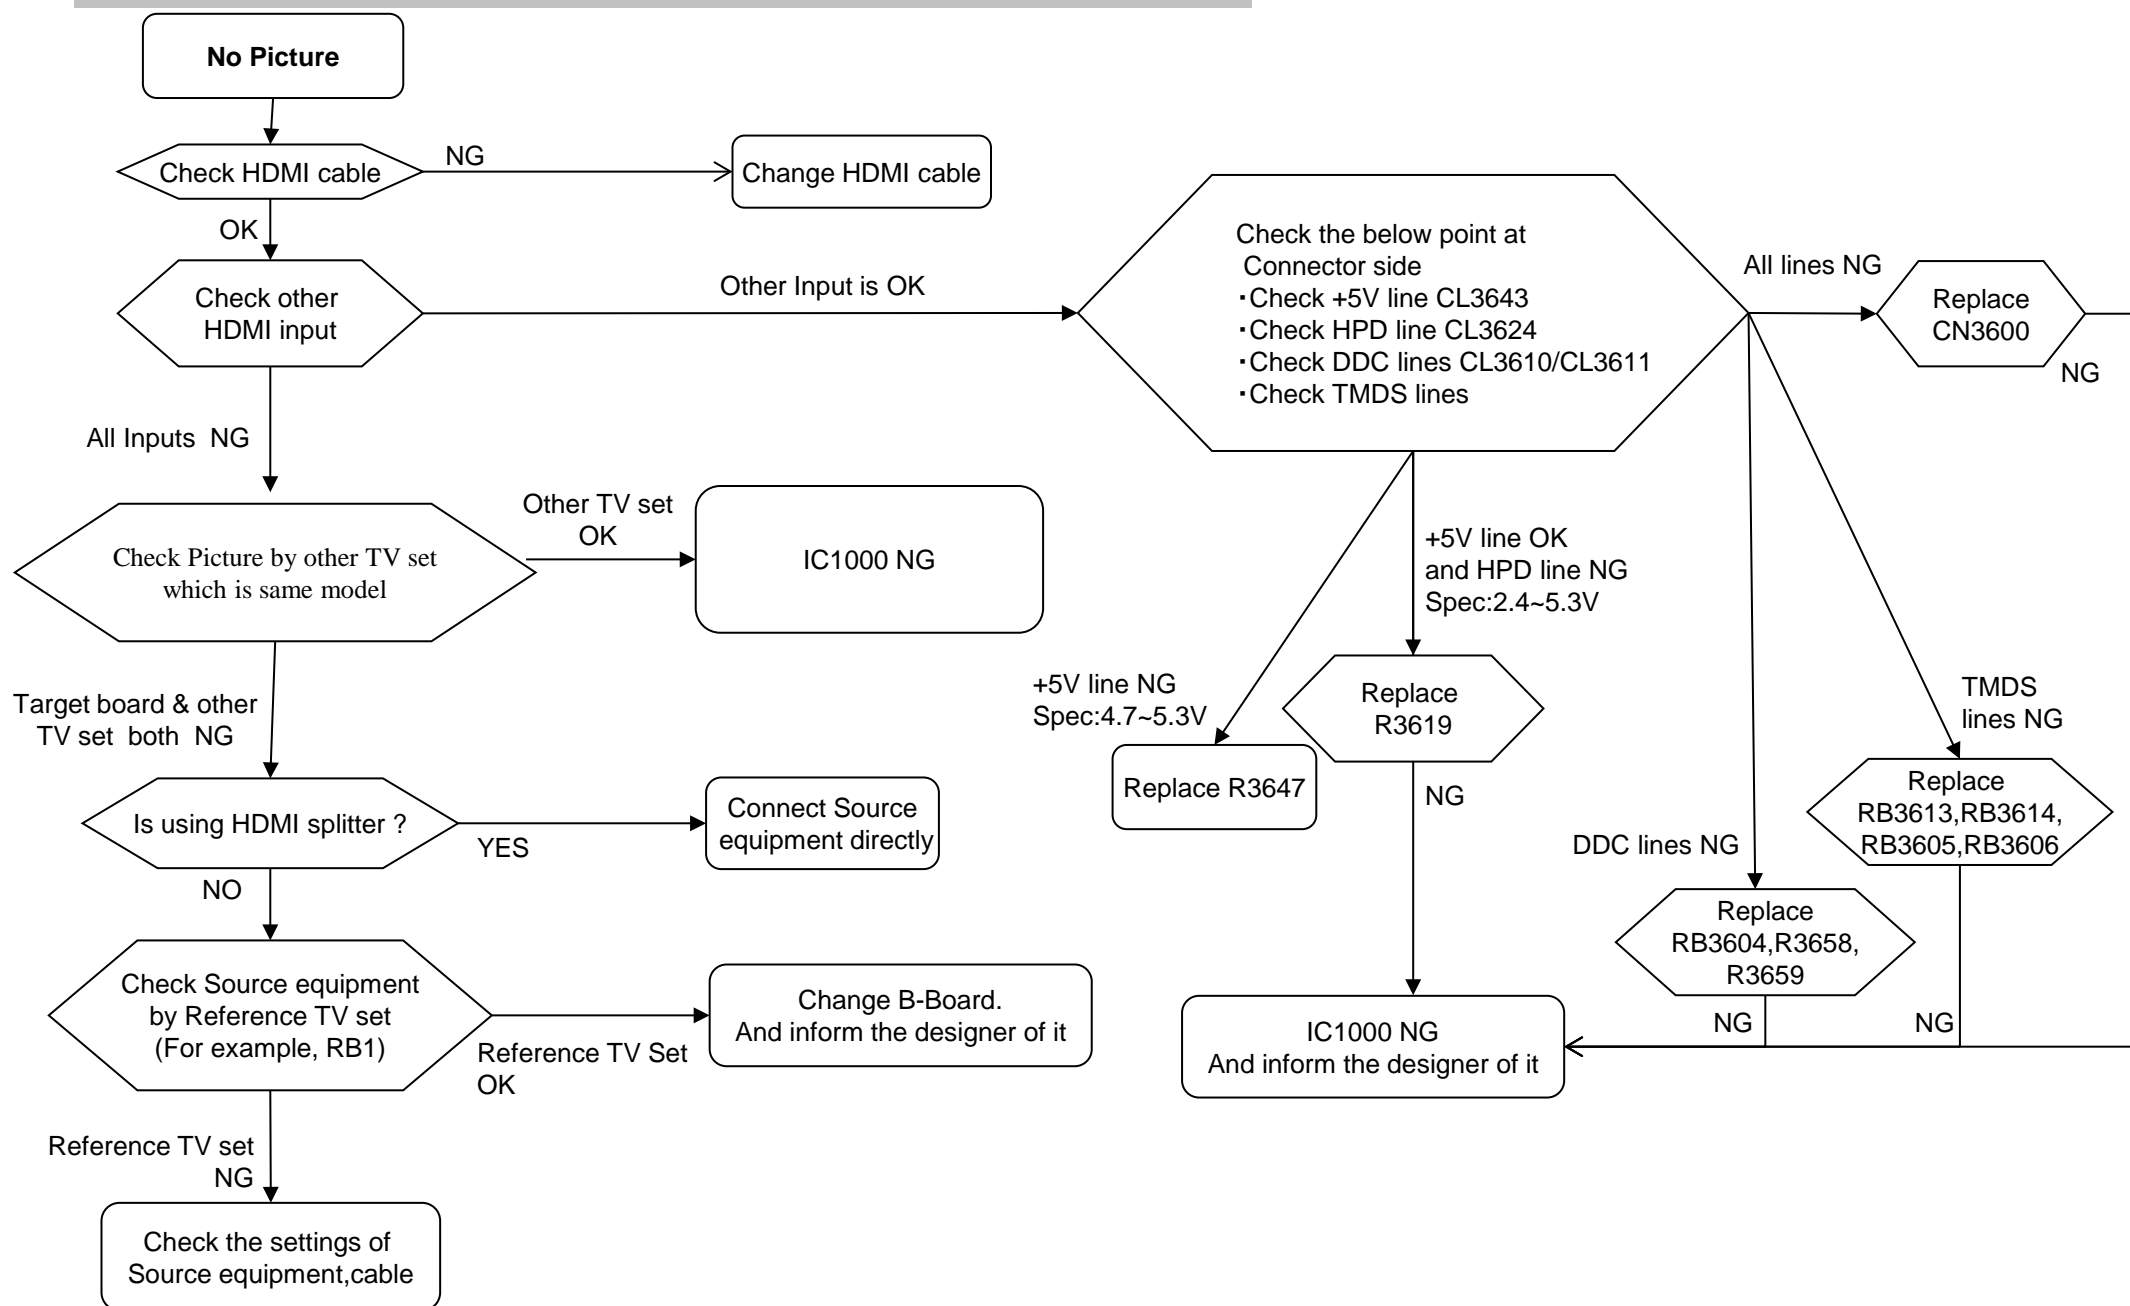 No Picture
Check HDMI cable
NG
Change HDMI cable
OK
Check other
HDMI input
Other Input is OK
Check the below point at
Connector side
・Check +5V line CL3643
・Check HPD line CL3624
・Check DDC lines CL3610/CL3611
・Check TMDS lines
All lines NG
Replace
CN3600
NG
All Inputs  NG
Check Picture by other TV set
which is same model
Other TV set
OK
IC1000 NG
+5V line OK
and HPD line NG
Spec:2.4~5.3V
+5V line NG
Spec:4.7~5.3V
Replace R3647
Replace
R3619
NG
TMDS
lines NG
Replace
RB3613,RB3614,
RB3605,RB3606
DDC lines NG
Replace
RB3604,R3658,
R3659
NG
NG
Target board & other
TV set  both  NG
Is using HDMI splitter ?
YES
Connect Source
equipment directly
NO
Check Source equipment
by Reference TV set
(For example, RB1)
Reference TV Set
OK
Change B-Board.
And inform the designer of it
IC1000 NG
And inform the designer of it
Reference TV set
NG
Check the settings of
Source equipment,cable